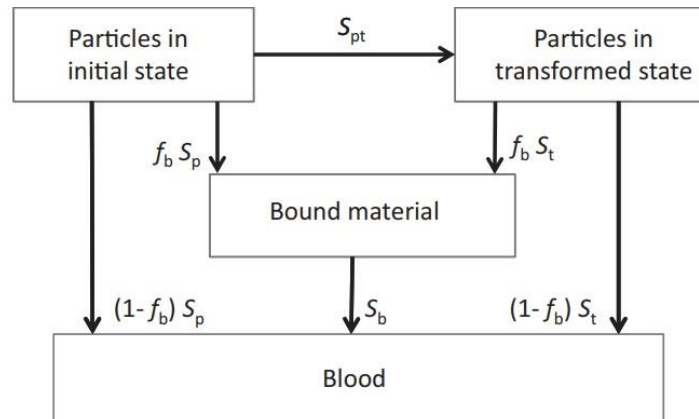 Particles in
initial state
S_pt
Particles in
transformed state
f_b S_p
f_b S_t
Bound material
(1- f_b) S_p
S_b
(1- f_b) S_t
Blood